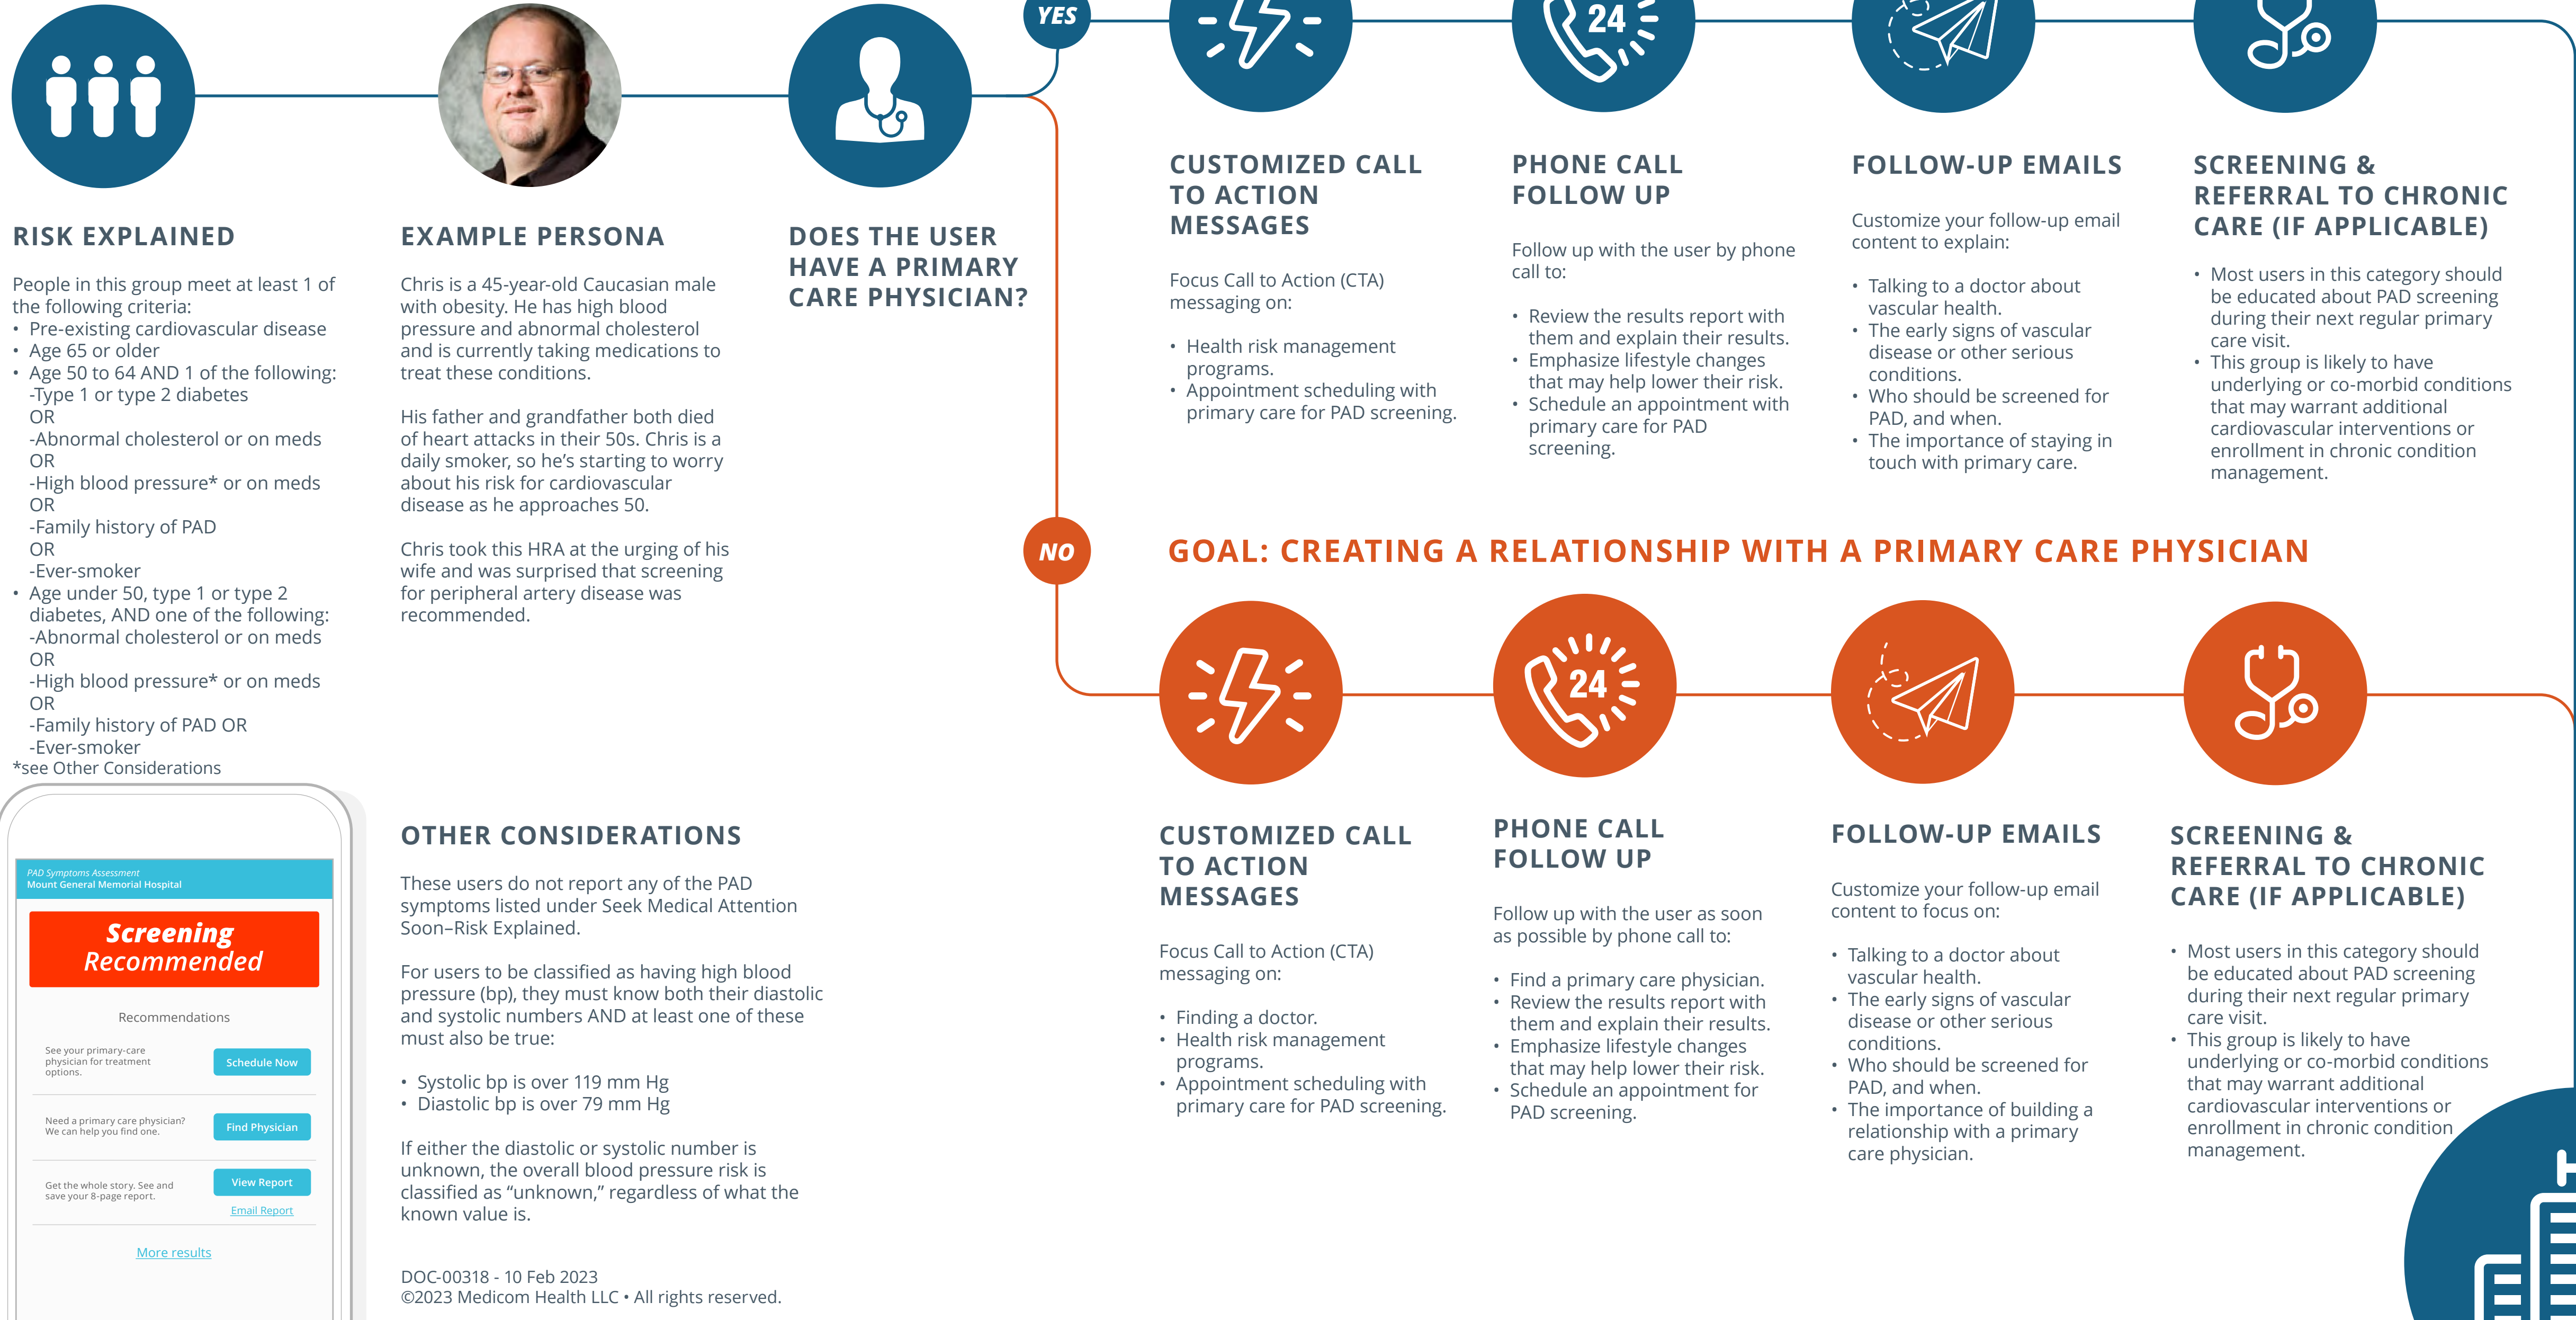 YES
24
RISK EXPLAINED
People in this group meet at least 1 of
the following criteria:
• Pre-existing cardiovascular disease
• Age 65 or older
• Age 50 to 64 AND 1 of the following:
-Type 1 or type 2 diabetes
OR
-Abnormal cholesterol or on meds
OR
-High blood pressure* or on meds
OR
-Family history of PAD
OR
-Ever-smoker
• Age under 50, type 1 or type 2
diabetes, AND one of the following:
-Abnormal cholesterol or on meds
OR
-High blood pressure* or on meds
OR
-Family history of PAD OR
-Ever-smoker
*see Other Considerations
EXAMPLE PERSONA
Chris is a 45-year-old Caucasian male
with obesity. He has high blood
pressure and abnormal cholesterol
and is currently taking medications to
treat these conditions.
His father and grandfather both died
of heart attacks in their 50s. Chris is a
daily smoker, so he’s starting to worry
about his risk for cardiovascular
disease as he approaches 50.
Chris took this HRA at the urging of his
wife and was surprised that screening
for peripheral artery disease was
recommended.
DOES THE USER
HAVE A PRIMARY
CARE PHYSICIAN?
CUSTOMIZED CALL
TO ACTION
MESSAGES
Focus Call to Action (CTA)
messaging on:
• Health risk management
programs.
• Appointment scheduling with
primary care for PAD screening.
PHONE CALL
FOLLOW UP
Follow up with the user by phone
call to:
• Review the results report with
them and explain their results.
• Emphasize lifestyle changes
that may help lower their risk.
• Schedule an appointment with
primary care for PAD
screening.
FOLLOW-UP EMAILS
Customize your follow-up email
content to explain:
• Talking to a doctor about
vascular health.
• The early signs of vascular
disease or other serious
conditions.
• Who should be screened for
PAD, and when.
• The importance of staying in
touch with primary care.
SCREENING &
REFERRAL TO CHRONIC
CARE (IF APPLICABLE)
• Most users in this category should
be educated about PAD screening
during their next regular primary
care visit.
• This group is likely to have
underlying or co-morbid conditions
that may warrant additional
cardiovascular interventions or
enrollment in chronic condition
management.
NO
GOAL: CREATING A RELATIONSHIP WITH A PRIMARY CARE PHYSICIAN
24
PAD Symptoms Assessment
Mount General Memorial Hospital
Screening
Recommended
Recommendations
See your primary-care
physician for treatment
options.
Schedule Now
Need a primary care physician?
We can help you find one.
Find Physician
Get the whole story. See and
save your 8-page report.
View Report
Email Report
More results
OTHER CONSIDERATIONS
These users do not report any of the PAD
symptoms listed under Seek Medical Attention
Soon–Risk Explained.
For users to be classified as having high blood
pressure (bp), they must know both their diastolic
and systolic numbers AND at least one of these
must also be true:
• Systolic bp is over 119 mm Hg
• Diastolic bp is over 79 mm Hg
If either the diastolic or systolic number is
unknown, the overall blood pressure risk is
classified as “unknown,” regardless of what the
known value is.
DOC-00318 - 10 Feb 2023
©2023 Medicom Health LLC • All rights reserved.
CUSTOMIZED CALL
TO ACTION
MESSAGES
Focus Call to Action (CTA)
messaging on:
• Finding a doctor.
• Health risk management
programs.
• Appointment scheduling with
primary care for PAD screening.
PHONE CALL
FOLLOW UP
Follow up with the user as soon
as possible by phone call to:
• Find a primary care physician.
• Review the results report with
them and explain their results.
• Emphasize lifestyle changes
that may help lower their risk.
• Schedule an appointment for
PAD screening.
FOLLOW-UP EMAILS
Customize your follow-up email
content to focus on:
• Talking to a doctor about
vascular health.
• The early signs of vascular
disease or other serious
conditions.
• Who should be screened for
PAD, and when.
• The importance of building a
relationship with a primary
care physician.
SCREENING &
REFERRAL TO CHRONIC
CARE (IF APPLICABLE)
• Most users in this category should
be educated about PAD screening
during their next regular primary
care visit.
• This group is likely to have
underlying or co-morbid conditions
that may warrant additional
cardiovascular interventions or
enrollment in chronic condition
management.